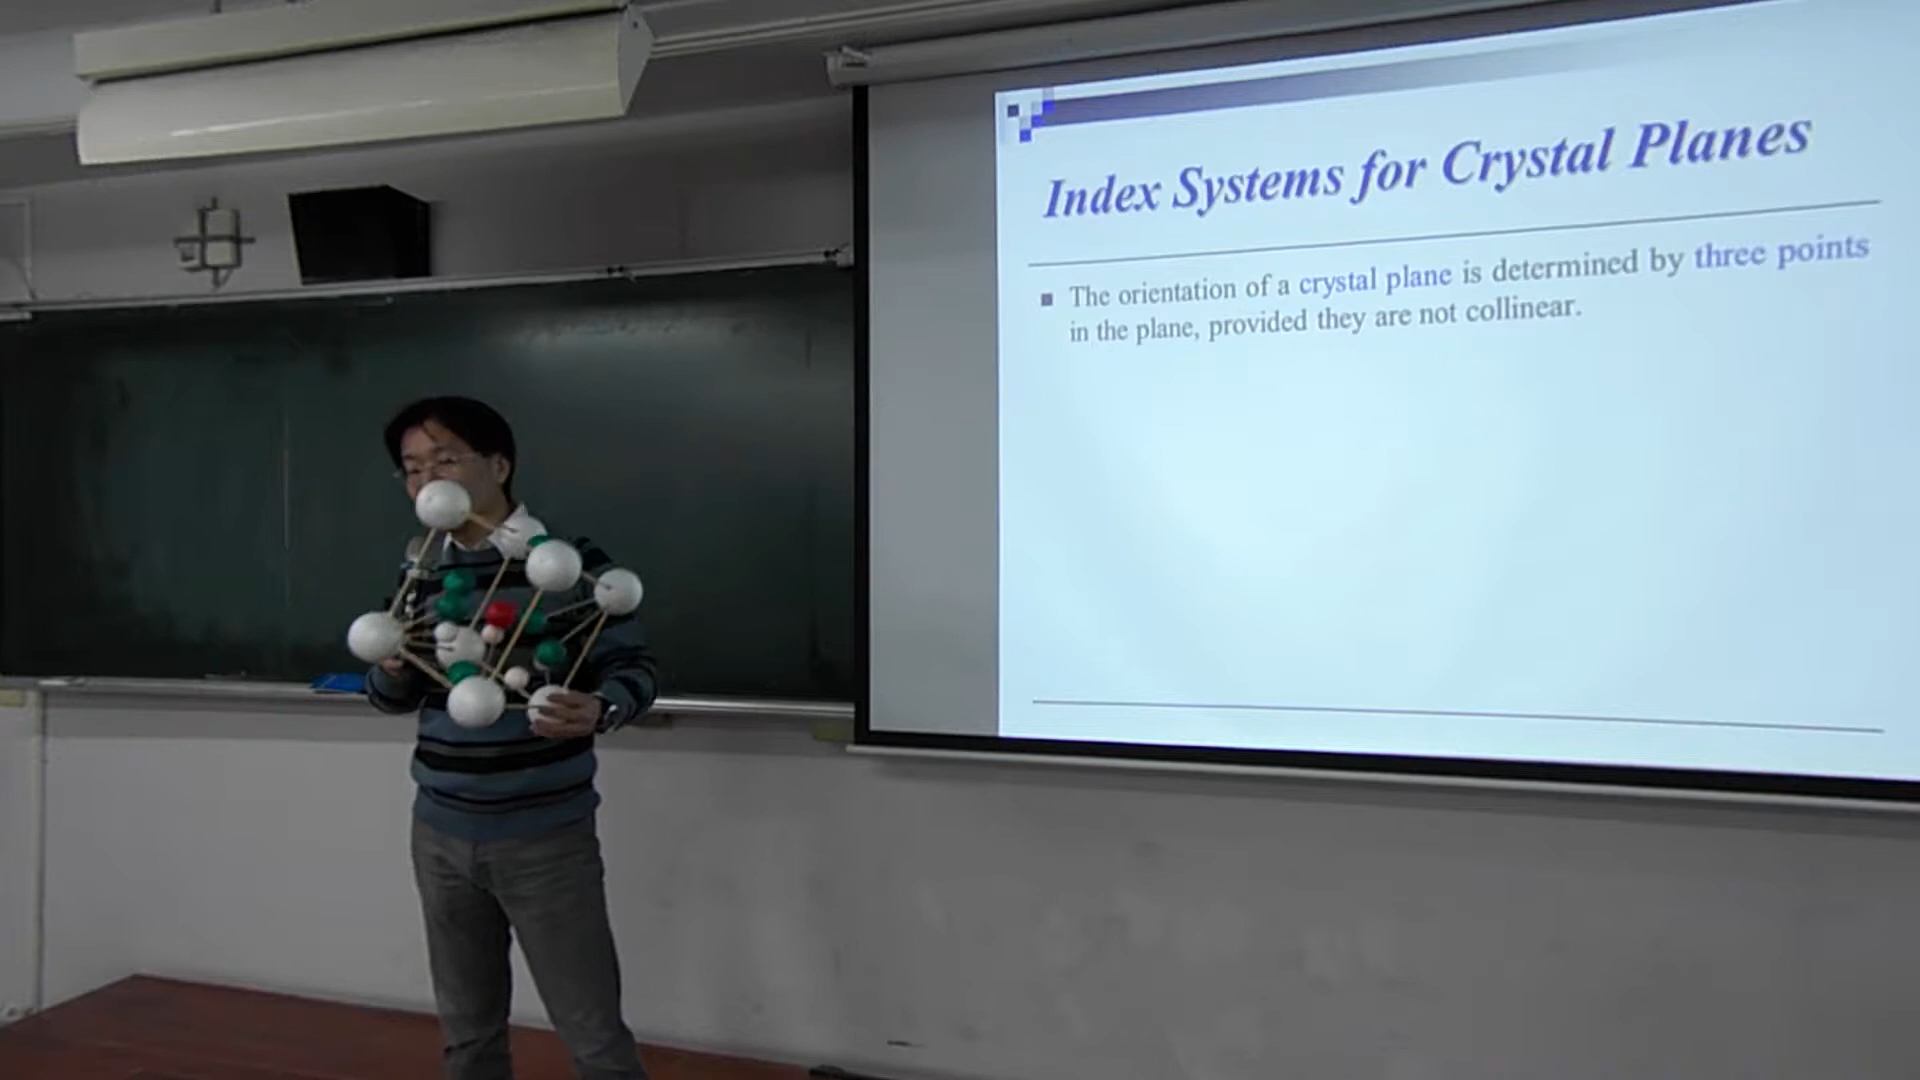 Index Systems for Crystal Planes
The orientation of a crystal plane is determined by three points
in the plane, provided they are not collinear.